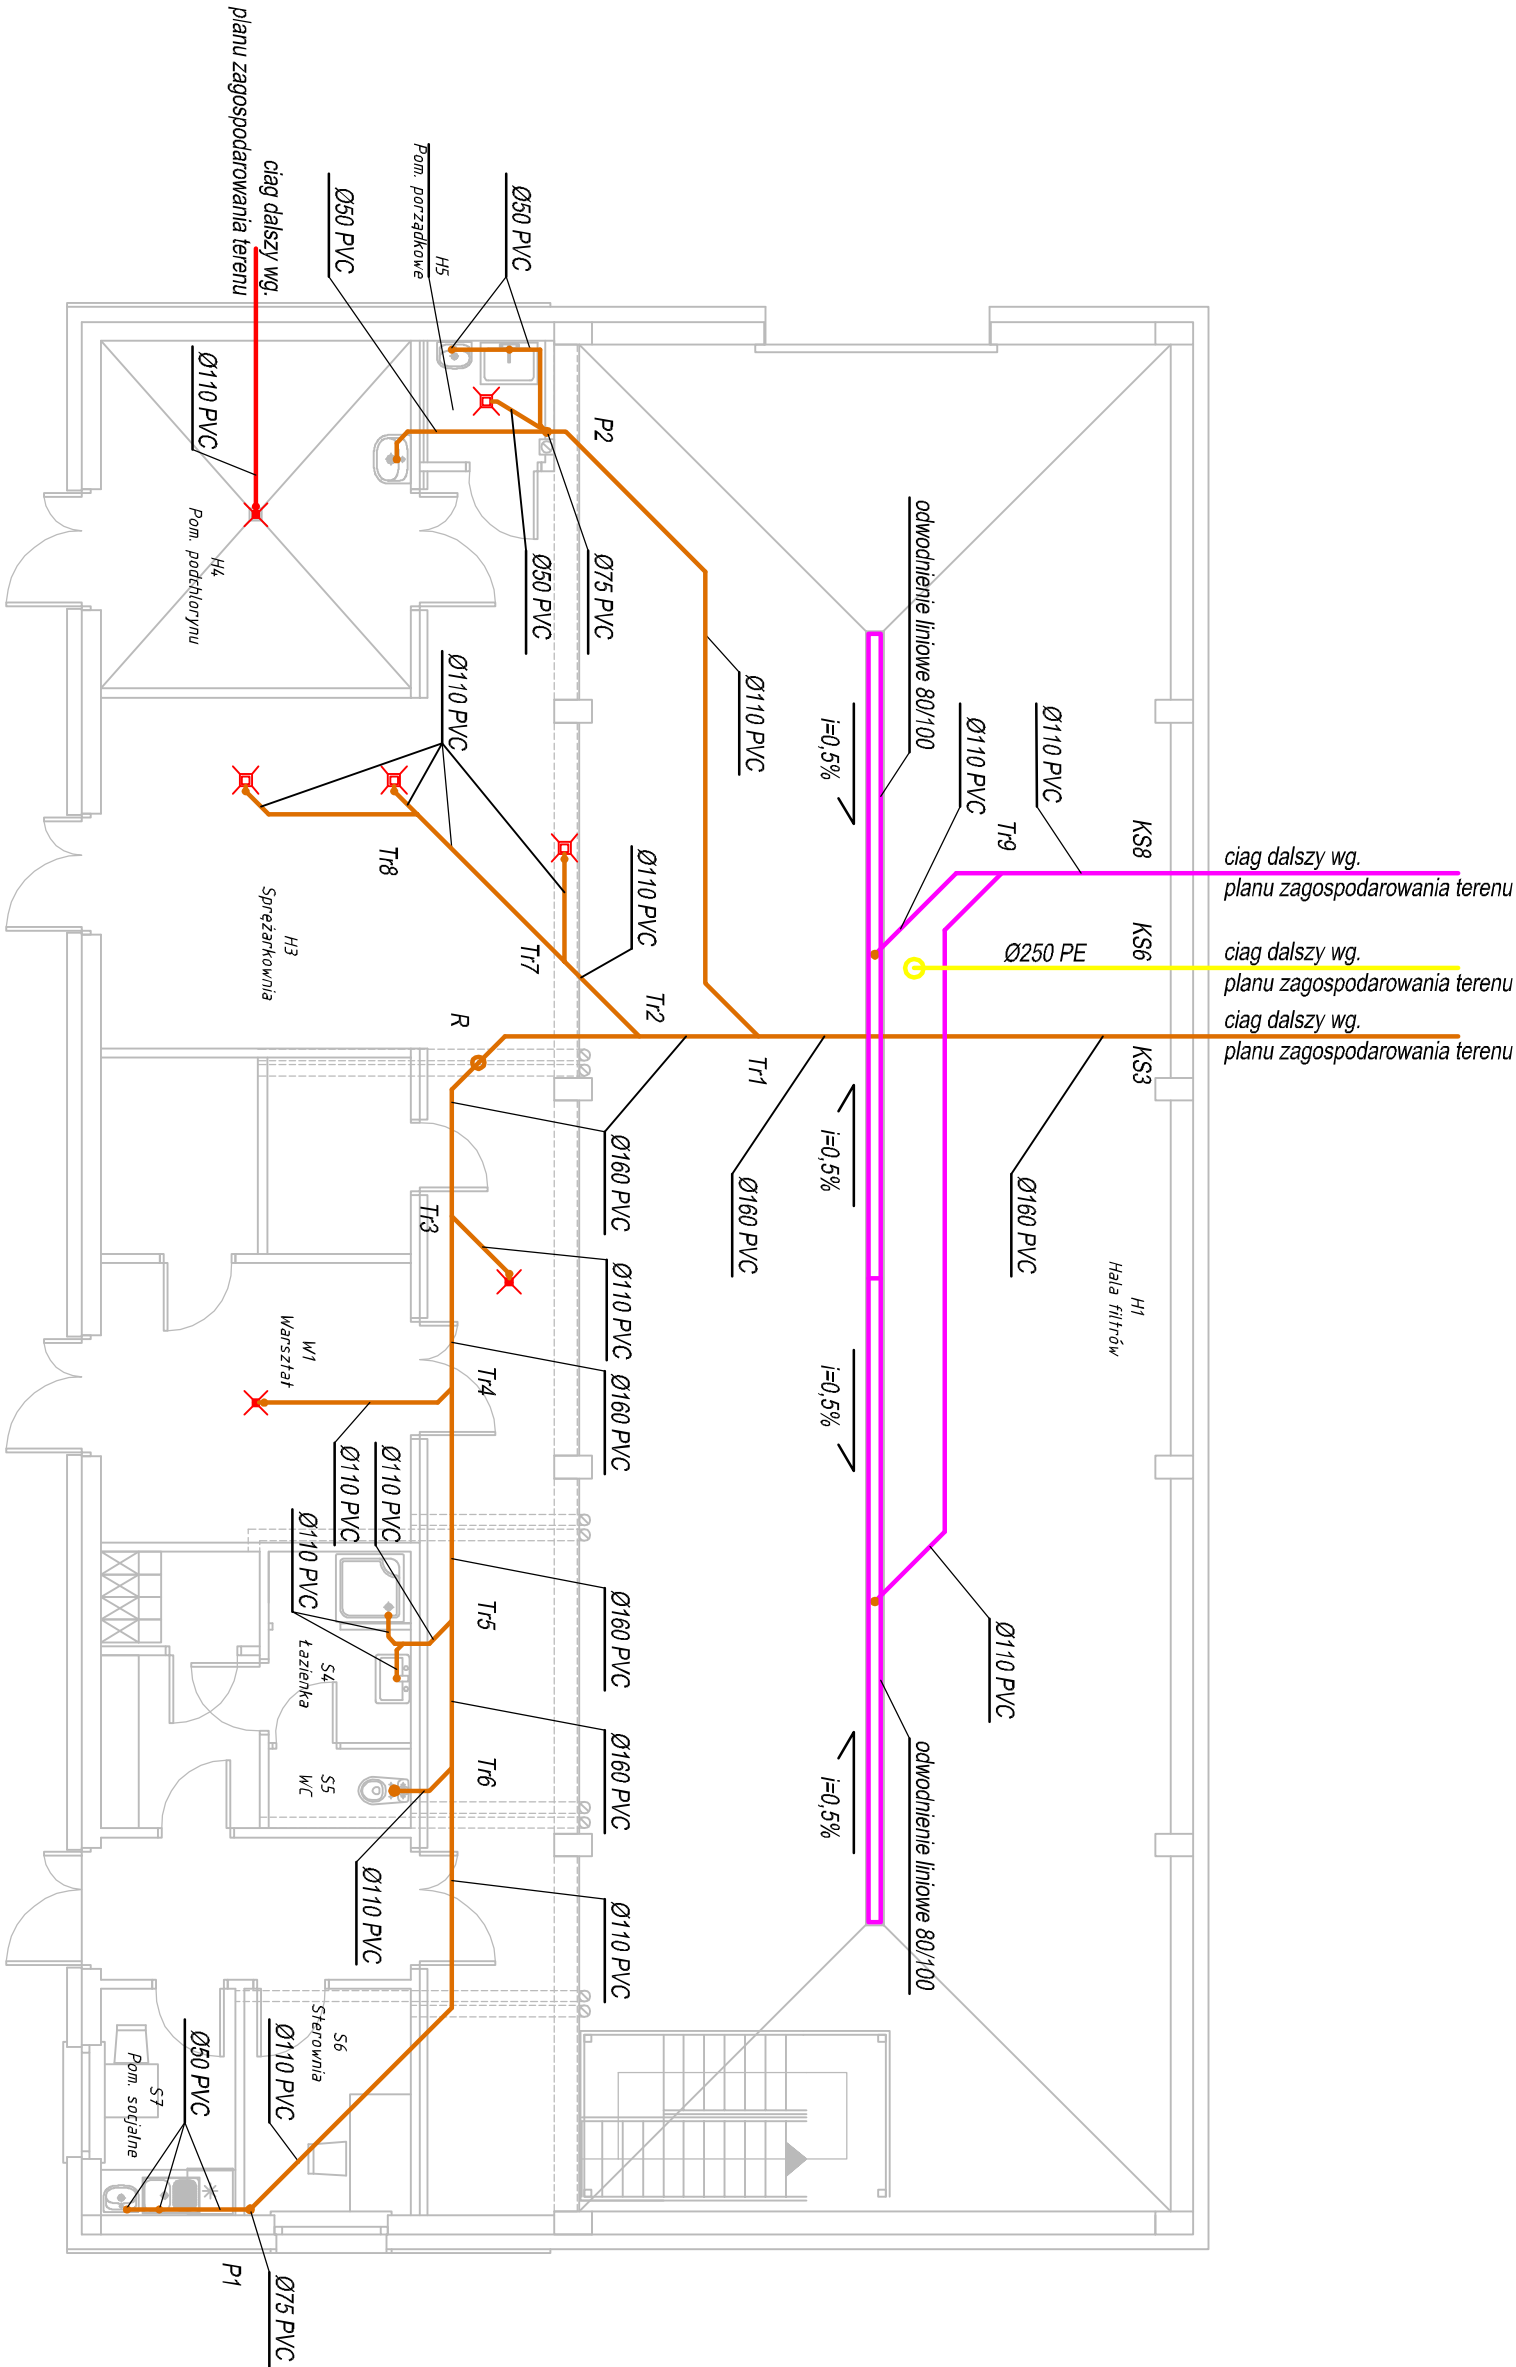 ciąg dalszy wg.
planu zagospodarowania terenu
Ø110 PVC
Ø50 PVC
H5
Pom. porządkowe
Ø50 PVC
H4
Pom. podchlorynu
P2
Ø50 PVC
Ø75 PVC
Ø110 PVC
odwodnienie liniowe 80/100
i=0,5%
Ø110 PVC
Ø110 PVC
Tr9
KS8
ciag dalszy wg.
planu zagospodarowania terenu
KS6
Ø250 PE
ciag dalszy wg.
planu zagospodarowania terenu
KS3
ciag dalszy wg.
planu zagospodarowania terenu
Ø110 PVC
Tr8
Ø110 PVC
Tr7
H3
Sprężarkownia
R
Tr2
Tr1
i=0,5%
Ø160 PVC
Ø160 PVC
Ø160 PVC
H1
Hala filtrów
Tr3
Ø110 PVC
W1
Warsztat
Tr4
Ø160 PVC
i=0,5%
Ø110 PVC
Ø110 PVC
Ø110 PVC
Tr5
Ø160 PVC
Ø110 PVC
S4
Łazienka
Tr6
Ø160 PVC
odwodnienie liniowe 80/100
i=0,5%
S5
WC
Ø110 PVC
Ø110 PVC
S6
Sterownia
Ø110 PVC
Ø50 PVC
S7
Pom. socjalne
P1
Ø75 PVC